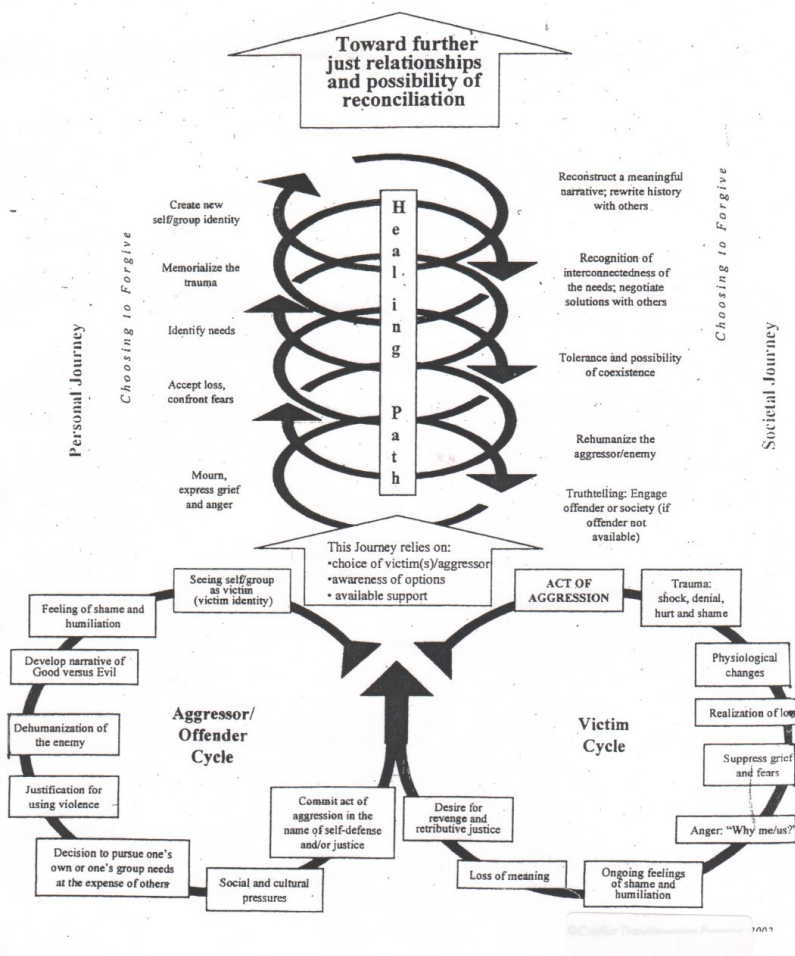 Toward further
just relationships
and possibility of
reconciliation
Personal Journey
Choosing to Forgive
Create new
self/group identity
Memorialize the
trauma
Identify needs
Accept loss,
confront fears
Mourn,
express grief
and anger
Healing Path
Reconstruct a meaningful
narrative; rewrite history
with others
Recognition of
interconnectedness of
the needs; negotiate
solutions with others
Tolerance and possibility
of coexistence
Rehumanize the
aggressor/enemy
Truthtelling: Engage
offender or society (if
offender not
available)
Choosing to Forgive
Societal Journey
This Journey relies on:
•choice of victim(s)/aggressor
•awareness of options
• available support
Seeing self/group
as victim
(victim identity)
Feeling of shame and
humiliation
Develop narrative of
Good versus Evil
Dehumanization of
the enemy
Justification for
using violence
Decision to pursue one's
own or one's group needs
at the expense of others
Social and cultural
pressures
Commit act of
aggression in the
name of self-defense
and/or justice
Aggressor/
Offender
Cycle
ACT OF
AGGRESSION
Trauma:
shock, denial,
hurt and shame
Physiological
changes
Realization of
Suppress grief
and fears
Anger: "Why me/us?"
Ongoing feelings
of shame and
humiliation
Loss of meaning
Desire for
revenge and
retributive justice
Victim
Cycle
©Conflict Transformation